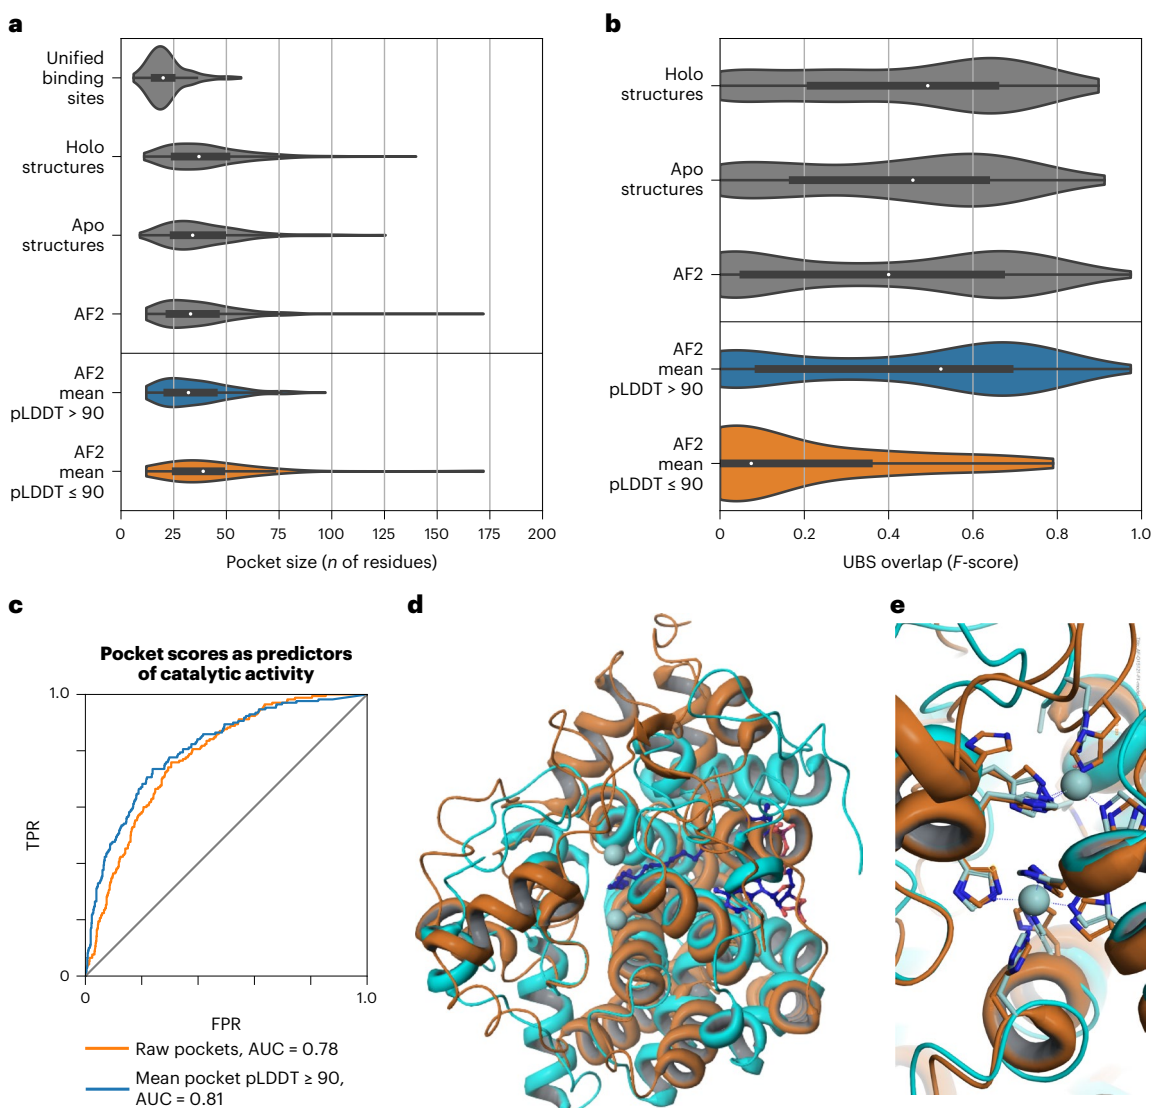 a
Unified
binding
sites
Holo
structures
Apo
structures
AF2
AF2
mean
pLDDT > 90
AF2
mean
pLDDT ≤ 90
0
25
50
75
100
125
150
175
200
Pocket size (n of residues)
b
Holo
structures
Apo
structures
AF2
AF2
mean
pLDDT > 90
AF2
mean
pLDDT ≤ 90
0
0.2
0.4
0.6
0.8
1.0
UBS overlap (F-score)
c
Pocket scores as predictors
of catalytic activity
1.0
TPR
0
0
1.0
FPR
Raw pockets, AUC = 0.78
Mean pocket pLDDT ≥ 90,
AUC = 0.81
d
e